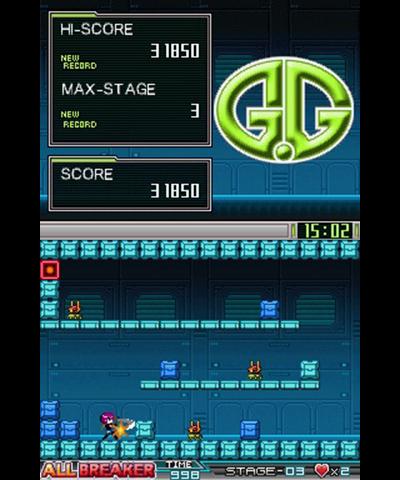 HI-SCORE
31850
NEW
RECORD
MAX-STAGE
3
NEW
RECORD
SCORE
31850
G.G
15:02
ALL BREAKER
TIME
998
STAGE-03
x2